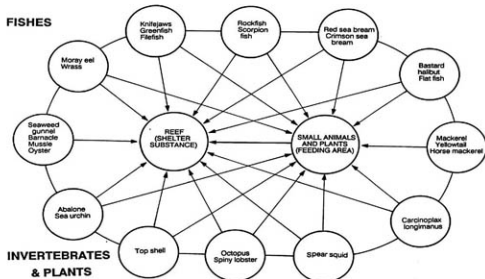 FISHES
Knifejaws
Greenfish
Filefish
Rockfish
Scorpion
fish
Red sea bream
Crimson sea
bream
Moray eel
Wrass
Bastard
halibut
Flat fish
Seaweed
gunnel
Barnacle
Mussle
Oyster
REEF
(SHELTER
SUBSTANCE)
SMALL ANIMALS
AND PLANTS
(FEEDING AREA)
Mackerel
Yellowtail
Horse mackerel
Abalone
Sea urchin
Carcinoplax
longimanus
Top shell
Octopus
Spiny lobster
Spear squid
INVERTEBRATES
& PLANTS